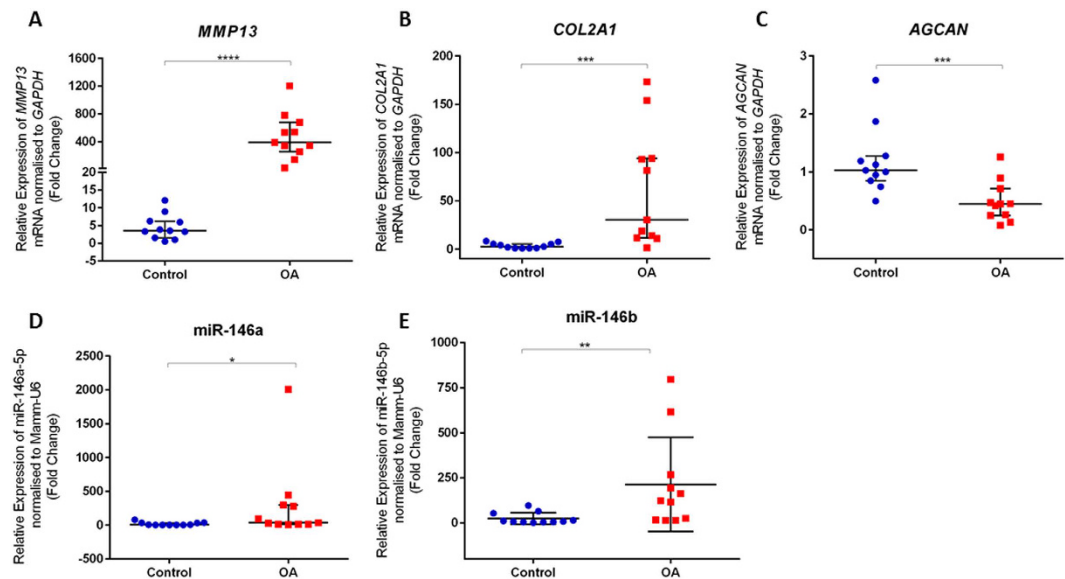 A
MMP13
Relative Expression of MMP13
mRNA normalised to GAPDH
(Fold Change)
1600
1200
800
400
20
15
10
5
0
-5
****
Control
OA
B
COL2A1
Relative Expression of COL2A1
mRNA normalised to GAPDH
(Fold Change)
200
150
100
50
0
***
Control
OA
C
AGCAN
Relative Expression of AGCAN
mRNA normalised to GAPDH
(Fold Change)
3
2
1
0
***
Control
OA
D
miR-146a
Relative Expression of miR-146a-5p
normalised to Mamm-U6
(Fold Change)
2500
2000
1500
1000
500
0
-500
*
Control
OA
E
miR-146b
Relative Expression of miR-146b-5p
normalised to Mamm-U6
(Fold Change)
1000
750
500
250
0
**
Control
OA